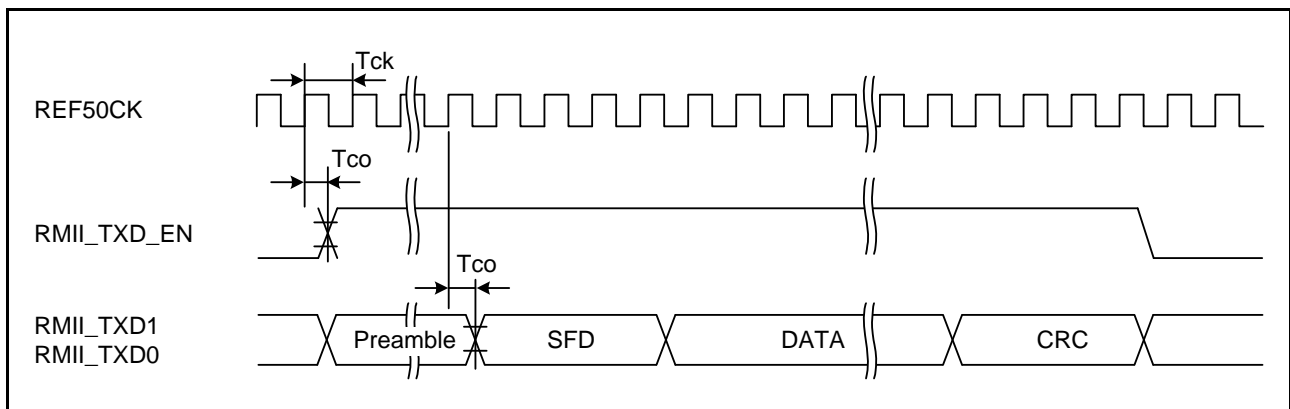 Tck
REF50CK
Tco
RMII_TXD_EN
Tco
RMII_TXD1
RMII_TXD0
Preamble SFD DATA CRC